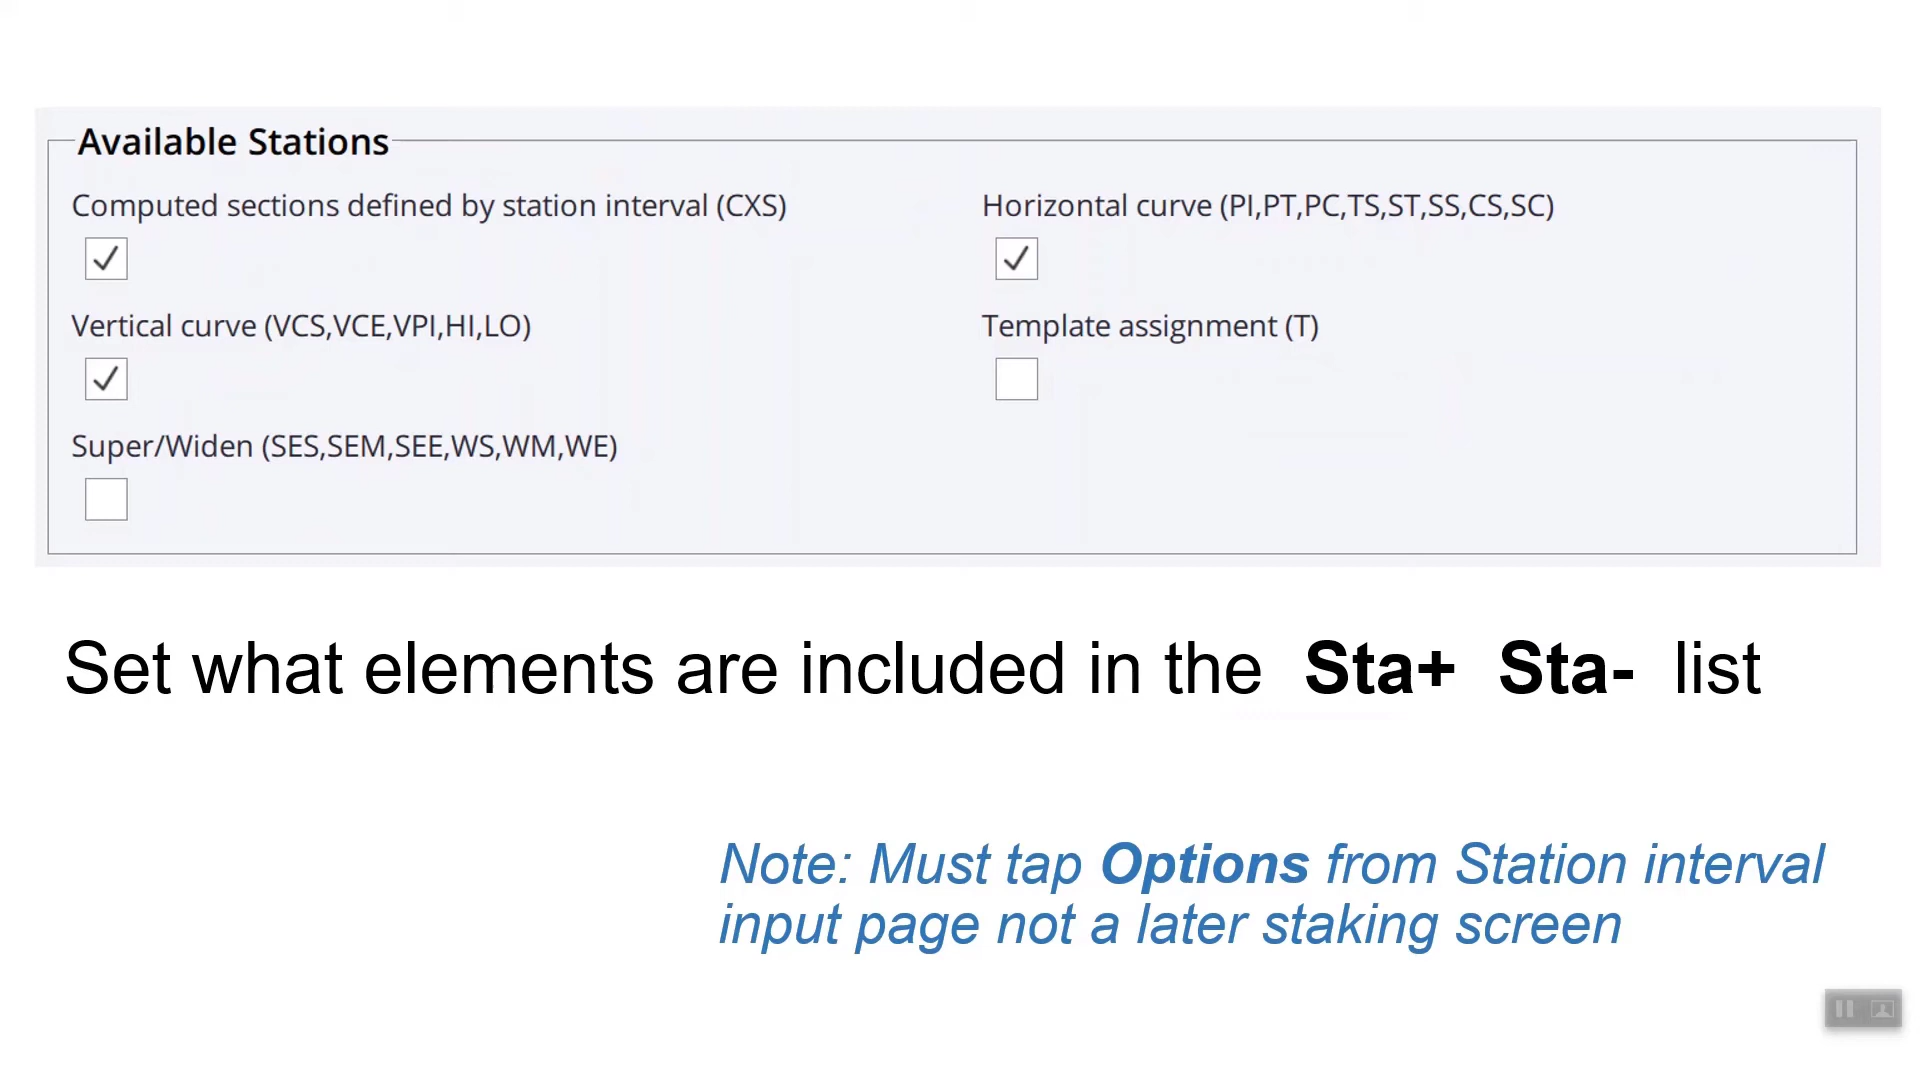 Available Stations
Computed sections defined by station interval (CXS)
Horizontal curve (PI,PT,PC,TS,ST,SS,CS,SC)
Vertical curve (VCS,VCE,VPI,HI,LO)
Template assignment (T)
Super/Widen (SES,SEM,SEE,WS,WM,WE)
Set what elements are included in the Sta+ Sta- list
Note: Must tap Options from Station interval
input page not a later staking screen